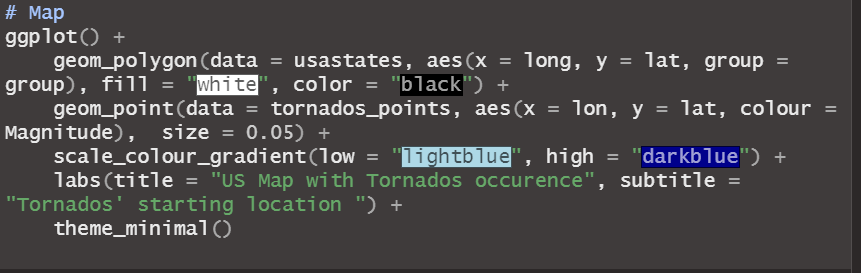 # Map
ggplot() +
    geom_polygon(data = usastates, aes(x = long, y = lat, group =
group), fill = "white", color = "black") +
    geom_point(data = tornados_points, aes(x = lon, y = lat, colour =
Magnitude),  size = 0.05) +
    scale_colour_gradient(low = "lightblue", high = "darkblue") +
    labs(title = "US Map with Tornados occurence", subtitle =
"Tornados' starting location ") +
    theme_minimal()